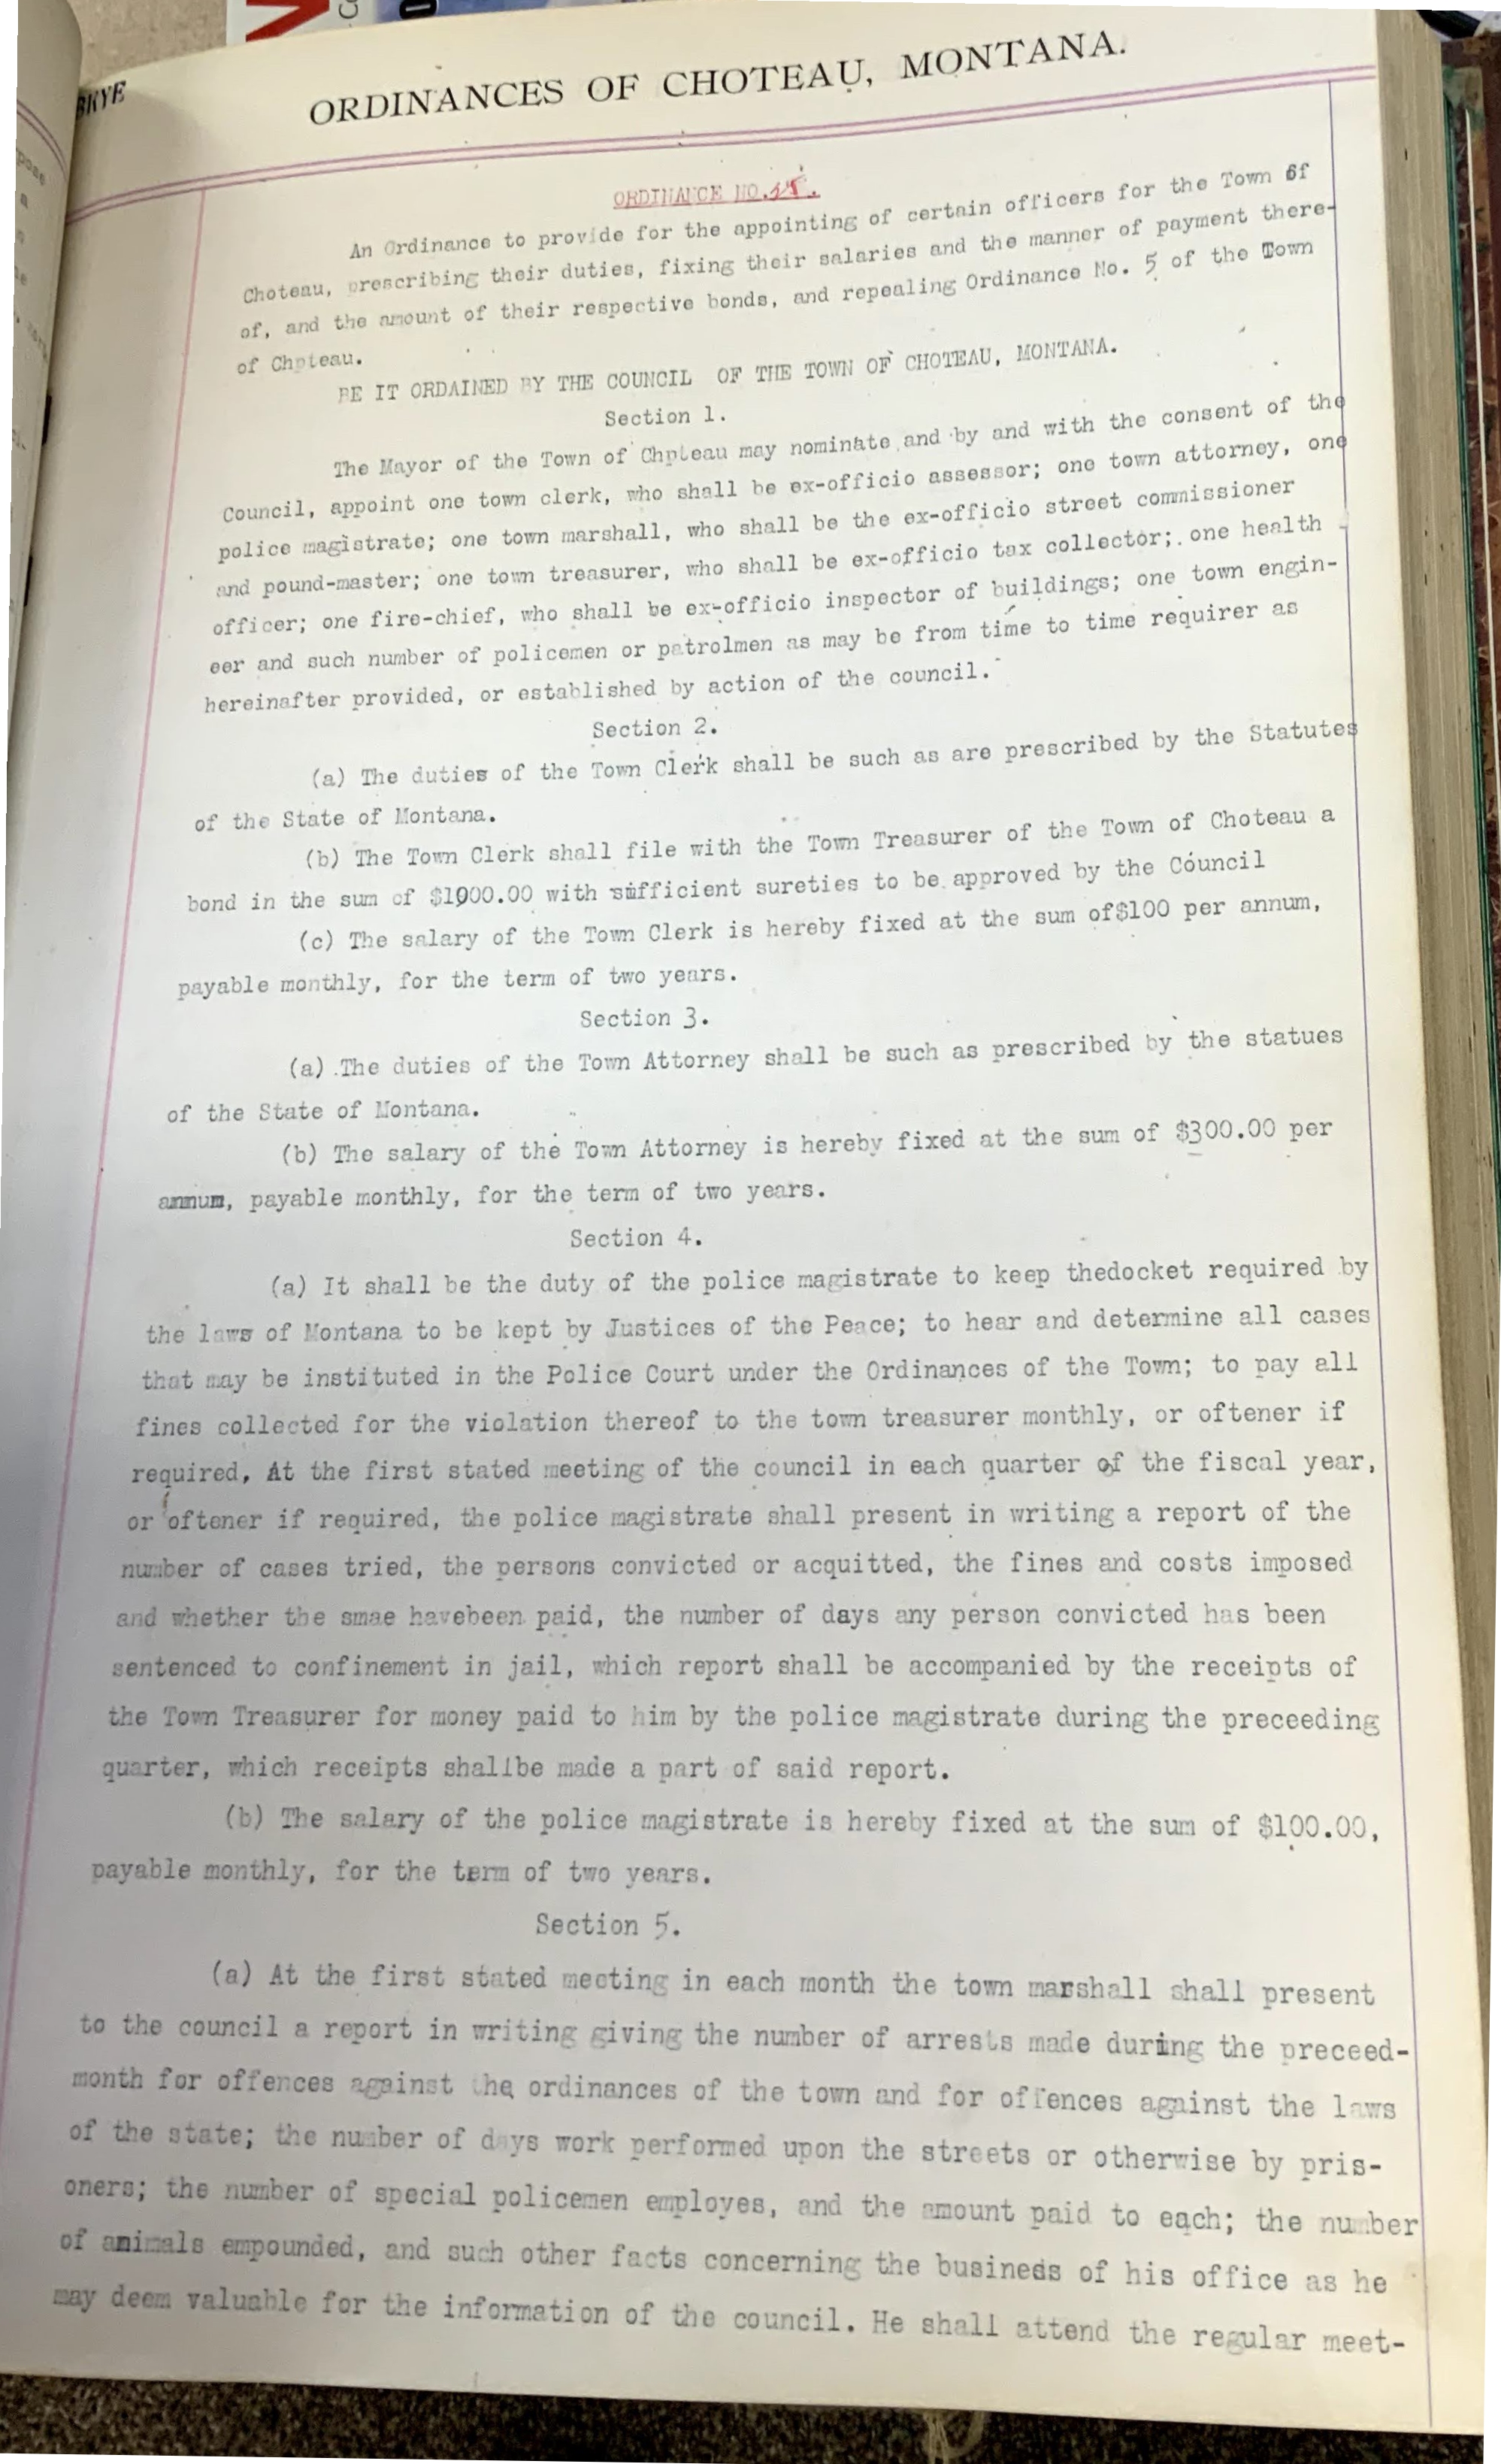 ORDINANCES OF CHOTEAU, MONTANA.
ORDINANCE NO.
An Ordinance to provide for the appointing of certain officers for the Town of
Choteau, prescribing their duties, fixing their salaries and the manner of payment there-
of, and the amount of their respective bonds, and repealing Ordinance No. 5 of the Town
of Chpteau.
BE IT ORDAINED BY THE COUNCIL OF THE TOWN OF CHOTEAU, MONTANA.
Section 1.
The Mayor of the Town of Chpteau may nominate and by and with the consent of the
Council, appoint one town clerk, who shall be ex-officio assessor; one town attorney, one
police magistrate; one town marshall, who shall be the ex-officio street commissioner
and pound-master; one town treasurer, who shall be ex-officio tax collector; one health
officer; one fire-chief, who shall be ex-officio inspector of buildings; one town engin-
eer and such number of policemen or patrolmen as may be from time to time requirer as
hereinafter provided, or established by action of the council.
Section 2.
(a) The duties of the Town Clerk shall be such as are prescribed by the Statutes
of the State of Montana.
(b) The Town Clerk shall file with the Town Treasurer of the Town of Choteau a
bond in the sum of $1000.00 with sufficient sureties to be approved by the Council
(c) The salary of the Town Clerk is hereby fixed at the sum of$100 per annum,
payable monthly, for the term of two years.
Section 3.
(a) The duties of the Town Attorney shall be such as prescribed by the statues
of the State of Montana.
(b) The salary of the Town Attorney is hereby fixed at the sum of $300.00 per
annum, payable monthly, for the term of two years.
Section 4.
(a) It shall be the duty of the police magistrate to keep thedocket required by
the laws of Montana to be kept by Justices of the Peace; to hear and determine all cases
that may be instituted in the Police Court under the Ordinances of the Town; to pay all
fines collected for the violation thereof to the town treasurer monthly, or oftener if
required, At the first stated meeting of the council in each quarter of the fiscal year,
or oftener if required, the police magistrate shall present in writing a report of the
number of cases tried, the persons convicted or acquitted, the fines and costs imposed
and whether the smae havebeen paid, the number of days any person convicted has been
sentenced to confinement in jail, which report shall be accompanied by the receipts of
the Town Treasurer for money paid to him by the police magistrate during the preceeding
quarter, which receipts shallbe made a part of said report.
(b) The salary of the police magistrate is hereby fixed at the sum of $100.00,
payable monthly, for the term of two years.
Section 5.
(a) At the first stated meeting in each month the town marshall shall present
to the council a report in writing giving the number of arrests made during the preceed-
month for offences against the ordinances of the town and for offences against the laws
of the state; the number of days work performed upon the streets or otherwise by pris-
oners; the number of special policemen employes, and the amount paid to each; the number
of animals empounded, and such other facts concerning the business of his office as he
may deem valuable for the information of the council. He shall attend the regular meet-